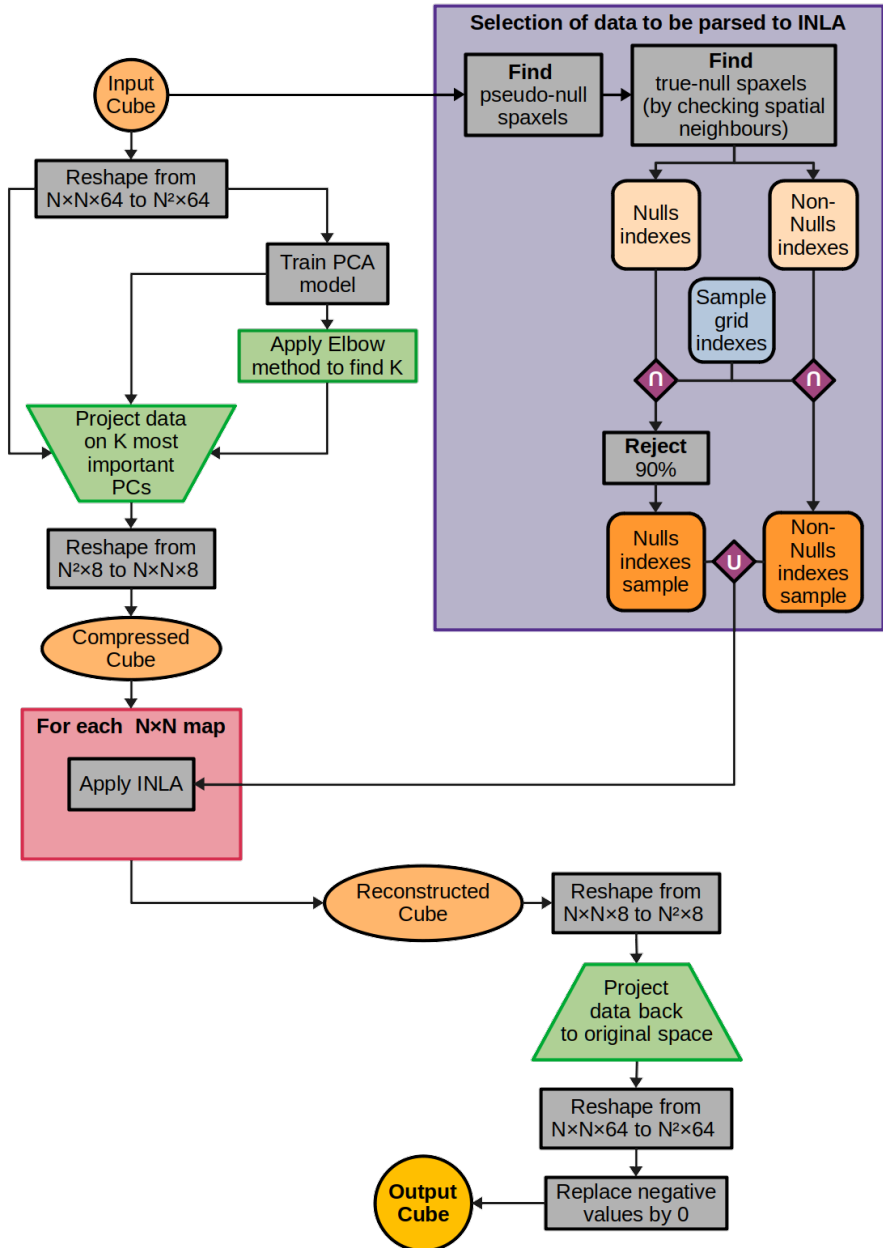 Selection of data to be parsed to INLA
Input
Cube
Find
pseudo-null
spaxels
Find
true-null spaxels
(by checking spatial
neighbours)
Reshape from
N×N×64 to N²×64
Nulls
indexes
Non-
Nulls
indexes
Train PCA
model
Sample
grid
indexes
Apply Elbow
method to find K
∩
∩
Project data
on K most
important
PCs
Reject
90%
Reshape from
N²×8 to N×N×8
Nulls
indexes
sample
∪
Non-
Nulls
indexes
sample
Compressed
Cube
For each N×N map
Apply INLA
Reconstructed
Cube
Reshape from
N×N×8 to N²×8
Project
data back
to original space
Reshape from
N×N×64 to N²×64
Output
Cube
Replace negative
values by 0